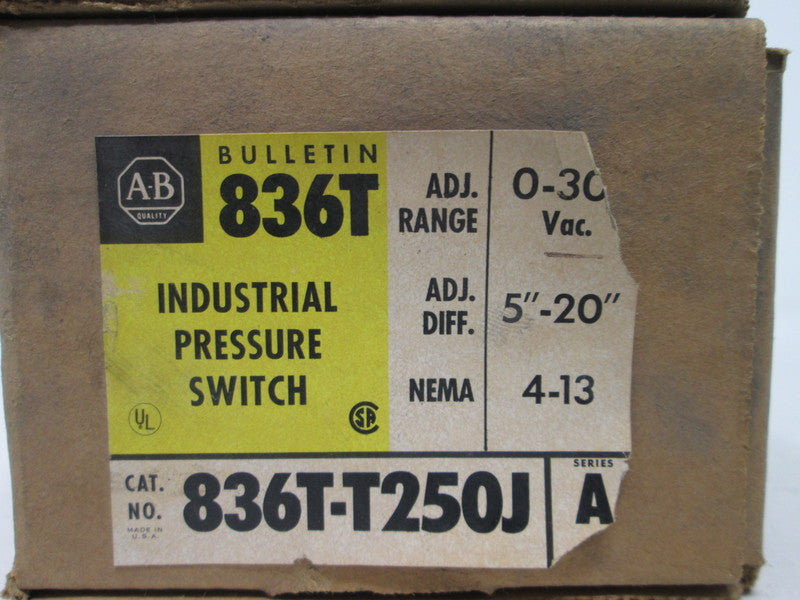 A-B
QUALITY
BULLETIN
836T
INDUSTRIAL
PRESSURE
SWITCH
UL
SA
ADJ.
RANGE
0-30
Vac.
ADJ.
DIFF.
5"-20"
NEMA
4-13
CAT.
NO.
836T-T250J
MADE IN
U.S.A.
SERIES
A